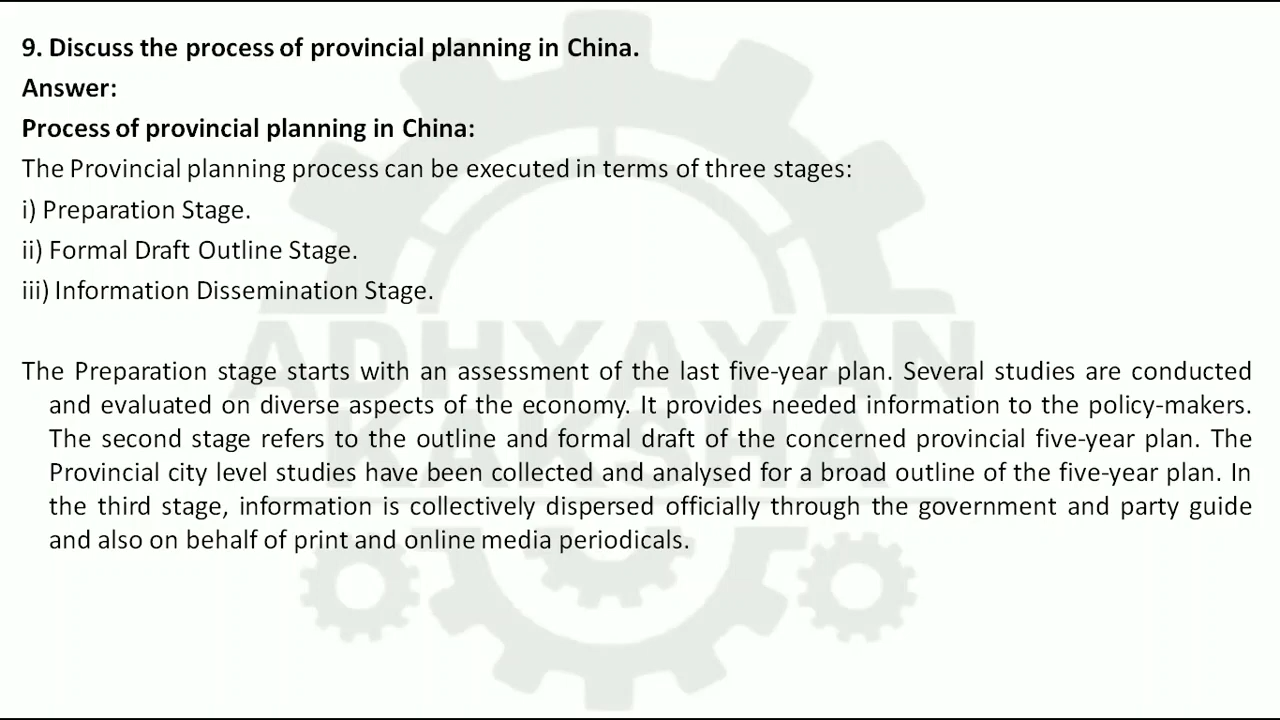 9. Discuss the process of provincial planning in China.
Answer:
Process of provincial planning in China:
The Provincial planning process can be executed in terms of three stages:
i) Preparation Stage.
ii) Formal Draft Outline Stage.
iii) Information Dissemination Stage.
ADHYAYAN
KAKSHA
The Preparation stage starts with an assessment of the last five-year plan. Several studies are conducted
and evaluated on diverse aspects of the economy. It provides needed information to the policy-makers.
The second stage refers to the outline and formal draft of the concerned provincial five-year plan. The
Provincial city level studies have been collected and analysed for a broad outline of the five-year plan. In
the third stage, information is collectively dispersed officially through the government and party guide
and also on behalf of print and online media periodicals.